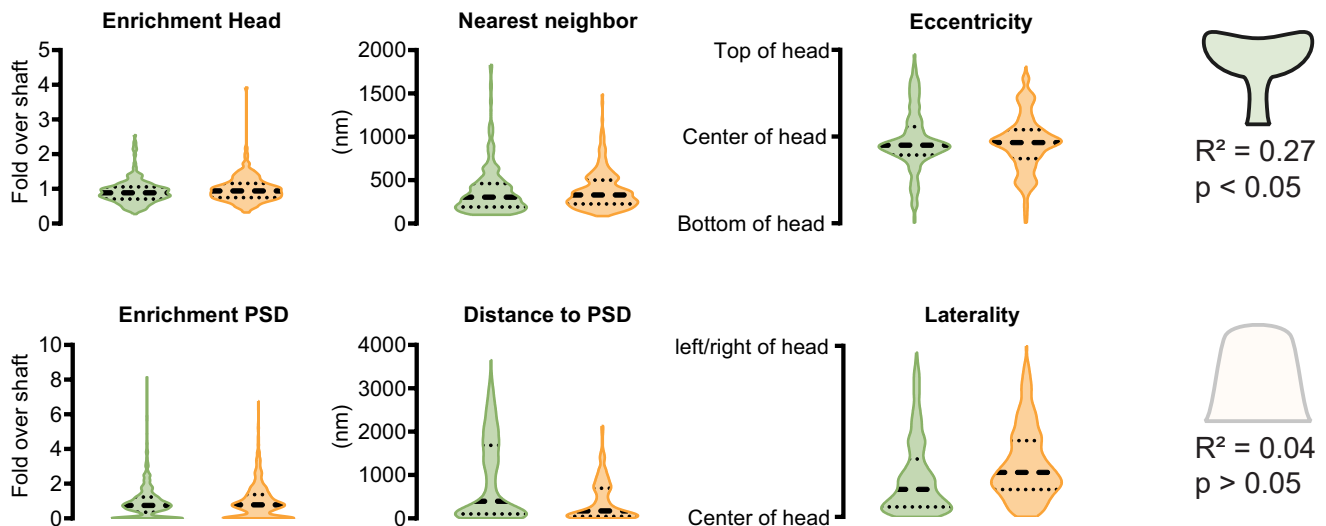 Enrichment Head
Fold over shaft
5
4
3
2
1
0
Nearest neighbor
(nm)
2000
1500
1000
500
0
Eccentricity
Top of head
Center of head
Bottom of head
R² = 0.27
p < 0.05
Enrichment PSD
Fold over shaft
10
8
6
4
2
0
Distance to PSD
(nm)
4000
3000
2000
1000
0
Laterality
left/right of head
Center of head
R² = 0.04
p > 0.05